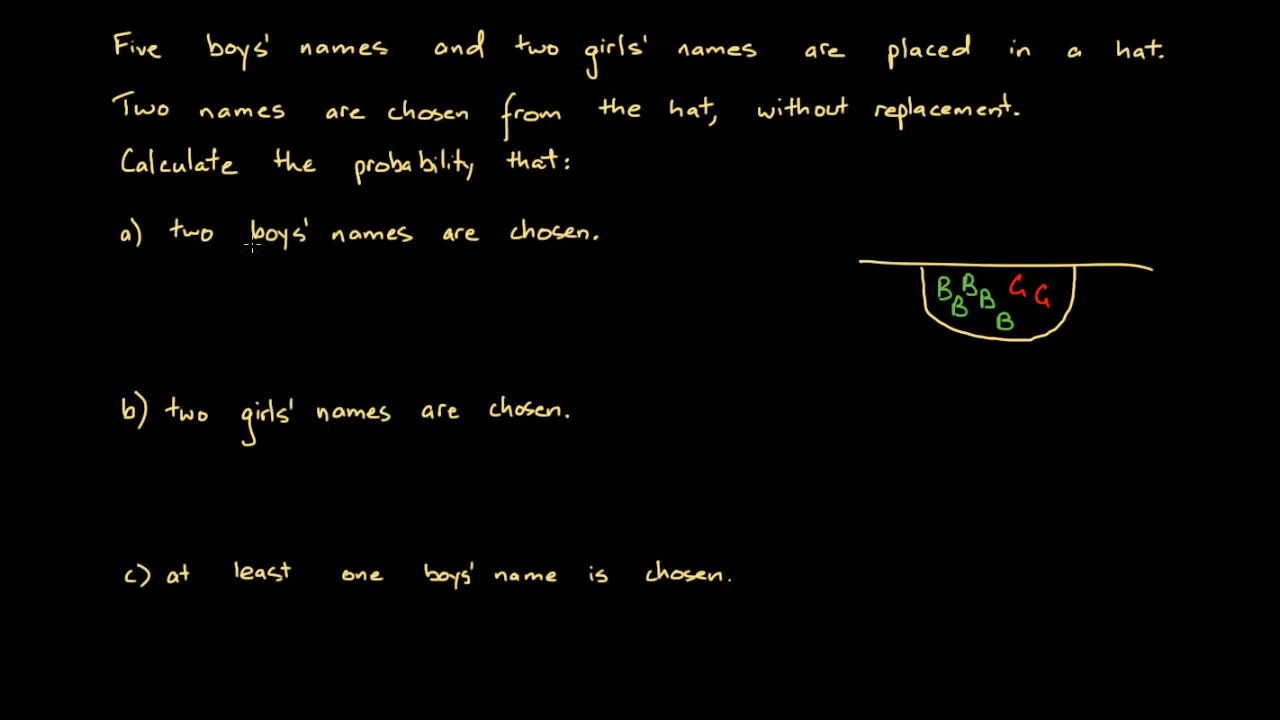 Five boys' names and two girls' names are placed in a hat.
Two names are chosen from the hat, without replacement.
Calculate the probability that:
a) two boys' names are chosen.
B B B B B G G
b) two girls' names are chosen.
c) at least one boys' name is chosen.